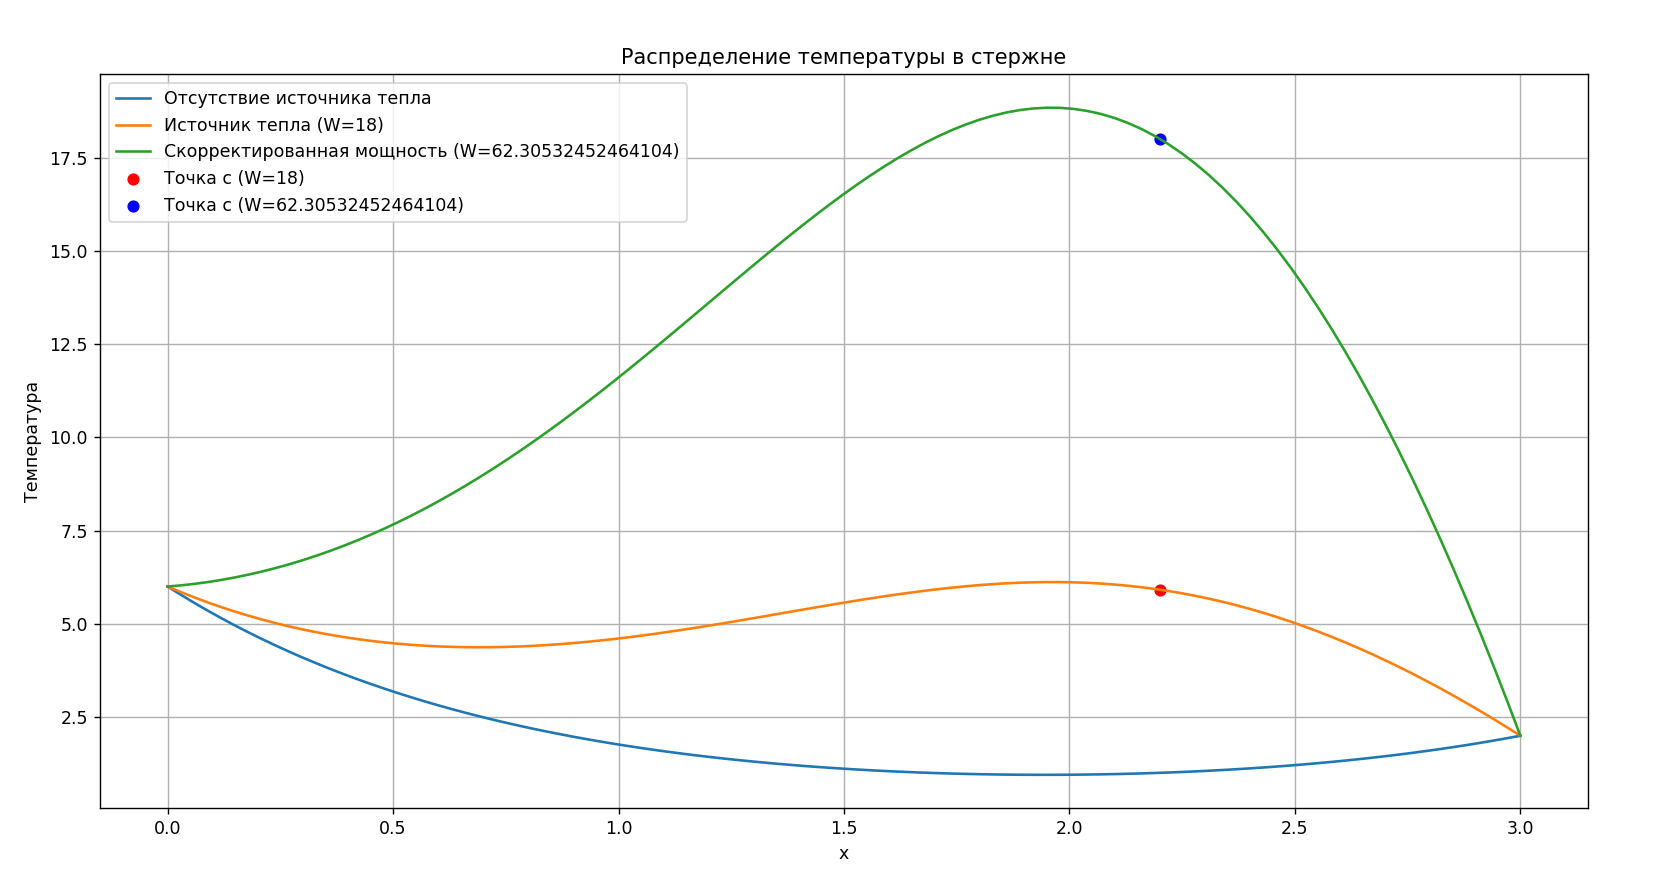 Распределение температуры в стержне
Отсутствие источника тепла
Источник тепла (W=18)
Скорректированная мощность (W=62.30532452464104)
Точка c (W=18)
Точка c (W=62.30532452464104)
17.5
15.0
12.5
10.0
7.5
5.0
2.5
Температура
0.0 0.5 1.0 1.5 2.0 2.5 3.0
x